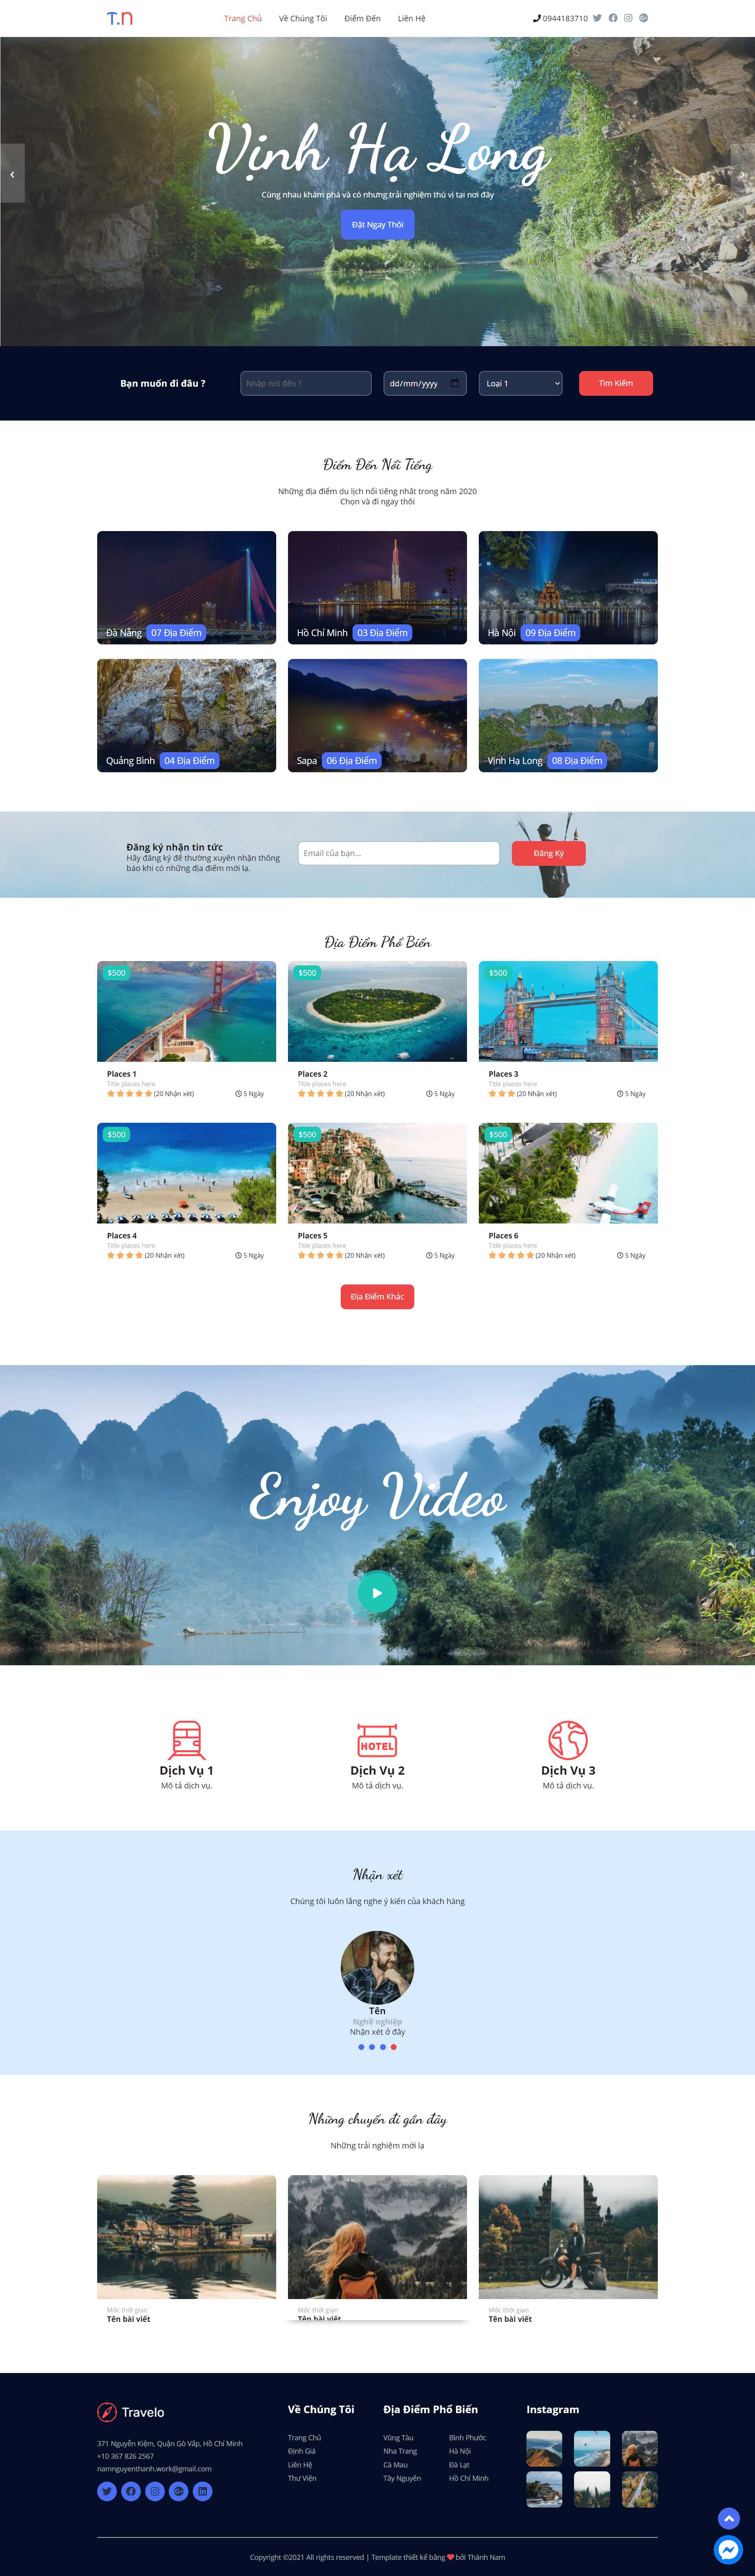 T.n
Trang Chủ
Về Chúng Tôi
Điểm Đến
Liên Hệ
0944183710
Vịnh Hạ Long
Cùng nhau khám phá và có nhưng trải nghiệm thú vị tại nơi đây
Đặt Ngay Thôi
Bạn muốn đi đâu ?
Nhập nơi đến ?
dd/mm/yyyy
Loại 1
Tìm Kiếm
Điểm Đến Nổi Tiếng
Những địa điểm du lịch nổi tiếng nhất trong năm 2020
Chọn và đi ngay thôi
Đà Nẵng 07 Địa Điểm
Hồ Chí Minh 03 Địa Điểm
Hà Nội 09 Địa Điểm
Quảng Bình 04 Địa Điểm
Sapa 06 Địa Điểm
Vịnh Hạ Long 08 Địa Điểm
Đăng ký nhận tin tức
Hãy đăng ký để thường xuyên nhận thông
báo khi có những địa điểm mới lạ.
Email của bạn...
Đăng Ký
Địa Điểm Phổ Biến
$500
$500
$500
Places 1
Title places here
(20 Nhận xét)
5 Ngày
Places 2
Title places here
(20 Nhận xét)
5 Ngày
Places 3
Title places here
(20 Nhận xét)
5 Ngày
$500
$500
$500
Places 4
Title places here
(20 Nhận xét)
5 Ngày
Places 5
Title places here
(20 Nhận xét)
5 Ngày
Places 6
Title places here
(20 Nhận xét)
5 Ngày
Địa Điểm Khác
Enjoy Video
HOTEL
Dịch Vụ 1
Mô tả dịch vụ.
Dịch Vụ 2
Mô tả dịch vụ.
Dịch Vụ 3
Mô tả dịch vụ.
Nhận xét
Chúng tôi luôn lắng nghe ý kiến của khách hàng
Tên
Nghề nghiệp
Nhận xét ở đây
Những chuyến đi gần đây
Những trải nghiệm mới lạ
Mốc thời gian
Tên bài viết
Mốc thời gian
Tên bài viết
Mốc thời gian
Tên bài viết
Travelo
371 Nguyễn Kiệm, Quận Gò Vấp, Hồ Chí Minh
+10 367 826 2567
namnguyenthanh.work@gmail.com
Về Chúng Tôi
Trang Chủ
Định Giá
Liên Hệ
Thư Viện
Địa Điểm Phổ Biến
Vũng Tàu
Nha Trang
Cà Mau
Tây Nguyên
Bình Phước
Hà Nội
Đà Lạt
Hồ Chí Minh
Instagram
Copyright ©2021 All rights reserved | Template thiết kế bằng ❤ bởi Thành Nam